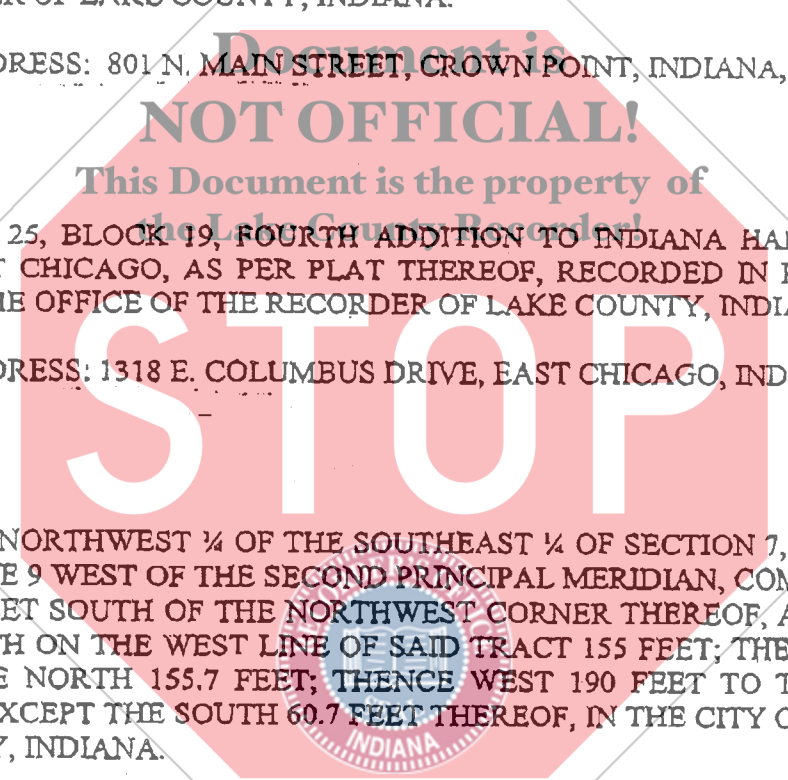 R OF LAKE COUNTY, INDIANA.
DRESS: 801 N. MAIN STREET, CROWN POINT, INDIANA,
Document is
NOT OFFICIAL!
This Document is the property of
the Lake County Recorder!
25, BLOCK 19, FOURTH ADDITION TO INDIANA HA
T CHICAGO, AS PER PLAT THEREOF, RECORDED IN
HE OFFICE OF THE RECORDER OF LAKE COUNTY, INDI
DRESS: 1318 E. COLUMBUS DRIVE, EAST CHICAGO, IND
STOP
NORTHWEST ¼ OF THE SOUTHEAST ¼ OF SECTION 7,
E 9 WEST OF THE SECOND PRINCIPAL MERIDIAN, COM
ET SOUTH OF THE NORTHWEST CORNER THEREOF, A
TH ON THE WEST LINE OF SAID TRACT 155 FEET; THE
E NORTH 155.7 FEET; THENCE WEST 190 FEET TO T
XCEPT THE SOUTH 60.7 FEET THEREOF, IN THE CITY O
Y, INDIANA.
INDIANA